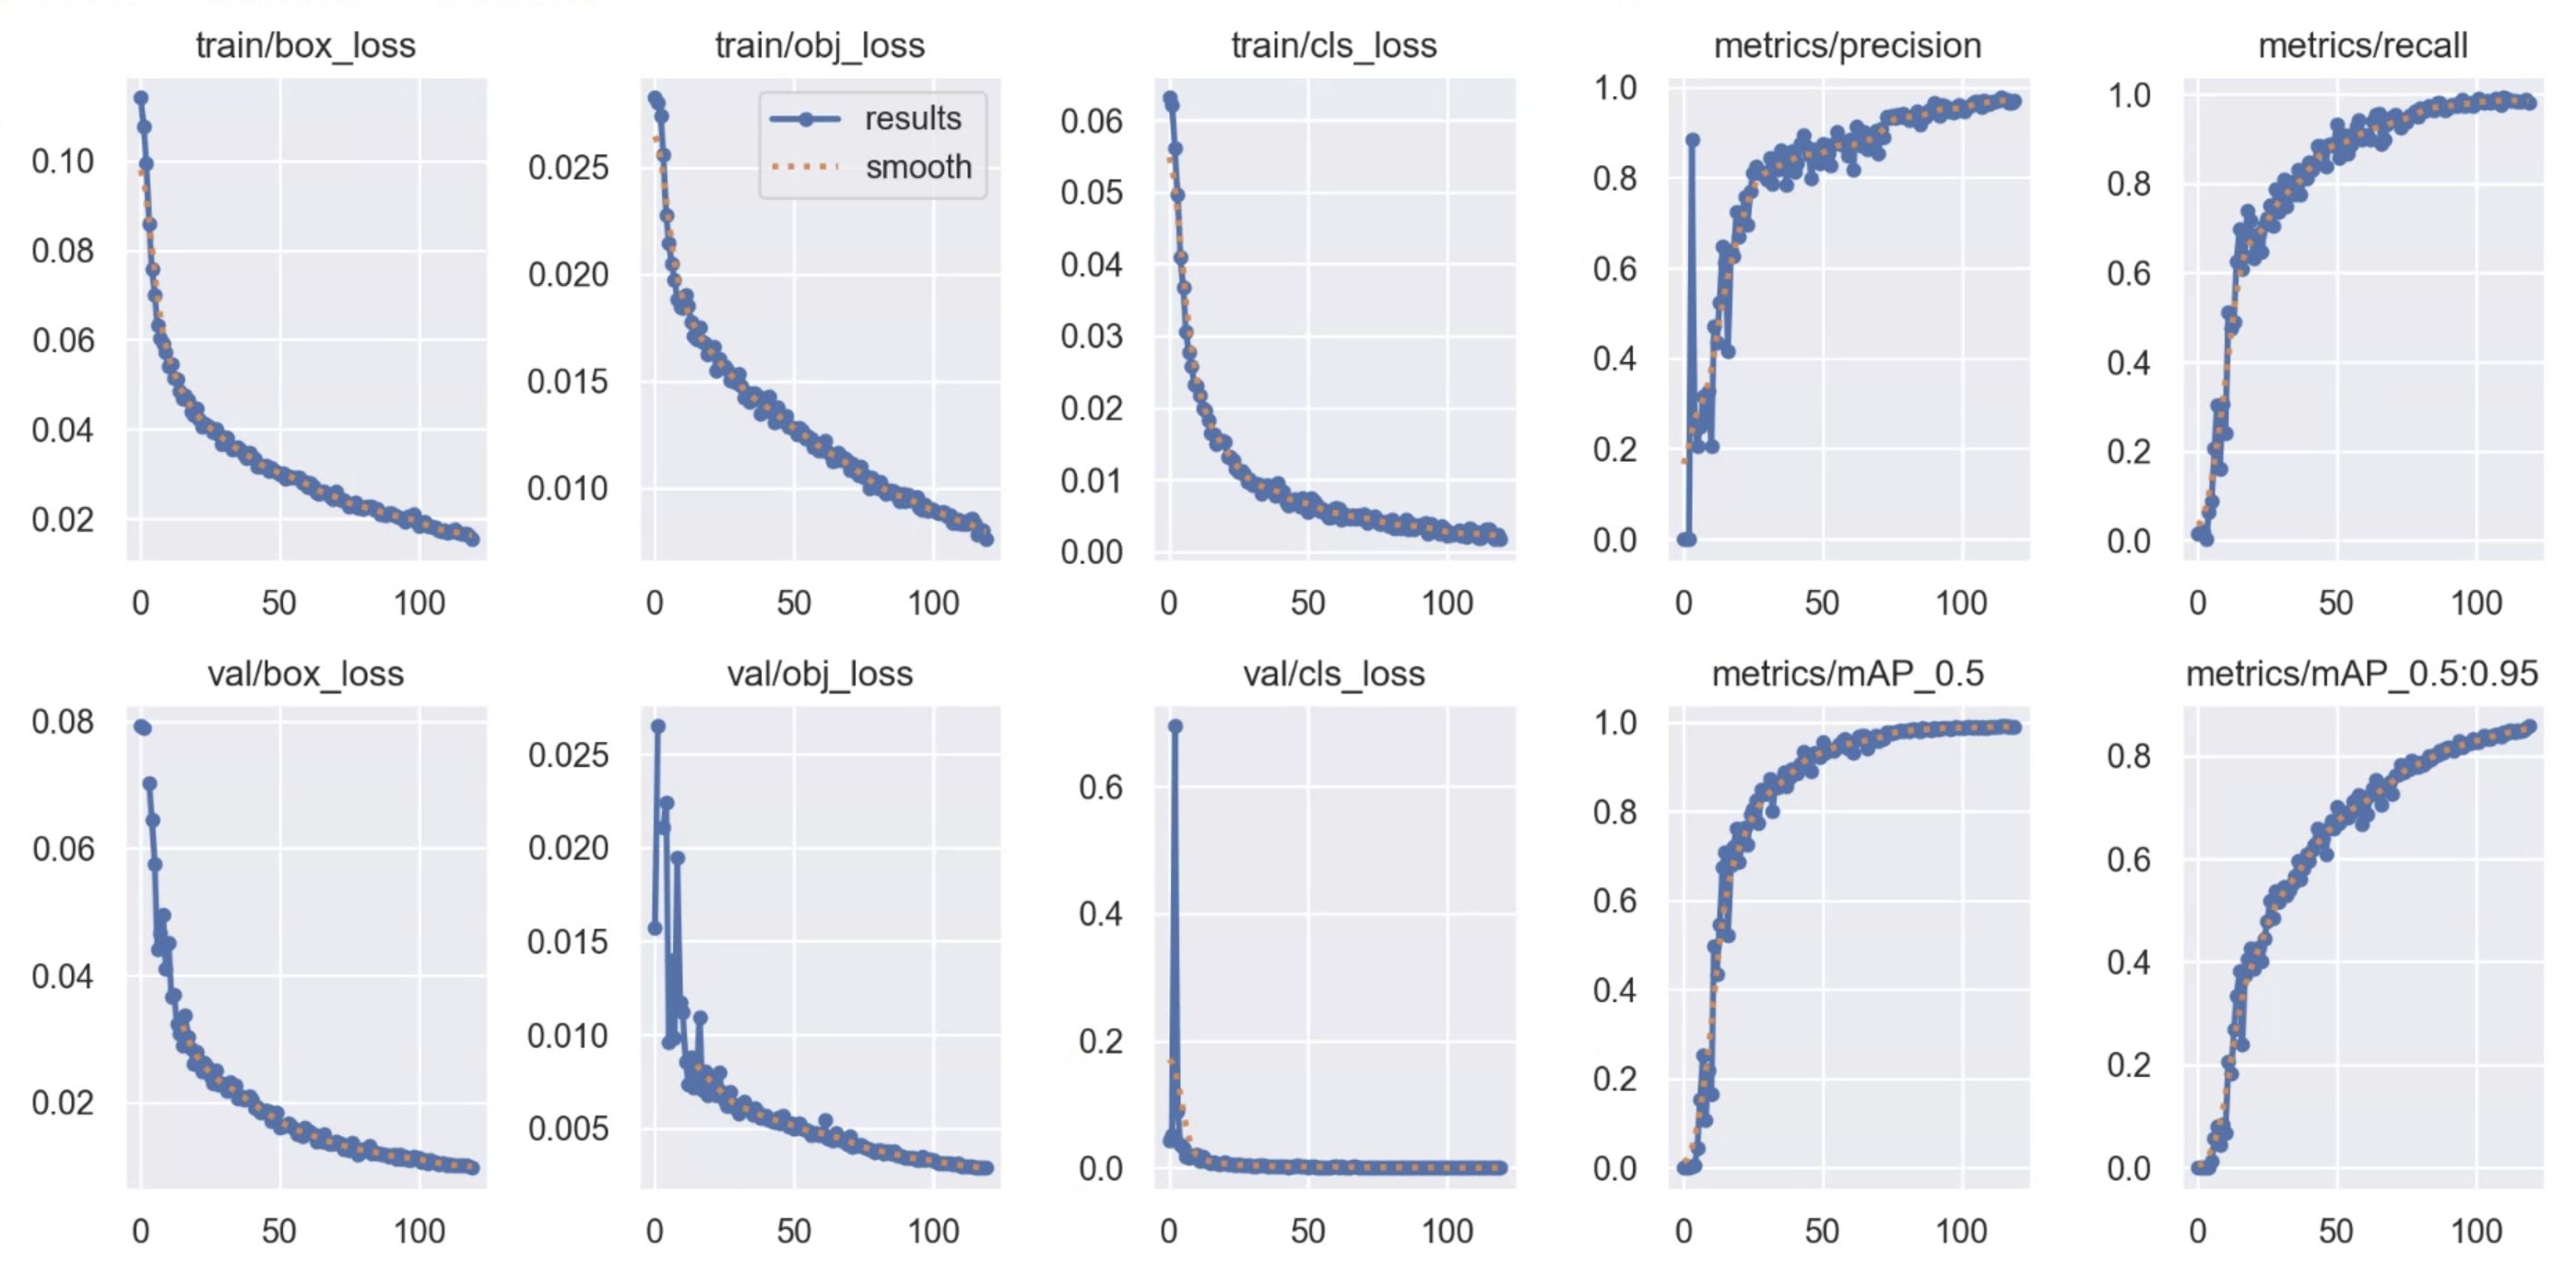 train/box_loss
train/obj_loss
train/cls_loss
metrics/precision
metrics/recall
0.10
0.08
0.06
0.04
0.02
0 50 100
results
smooth
0.025
0.020
0.015
0.010
0 50 100
0.06
0.05
0.04
0.03
0.02
0.01
0.00
0 50 100
1.0
0.8
0.6
0.4
0.2
0.0
0 50 100
1.0
0.8
0.6
0.4
0.2
0.0
0 50 100
val/box_loss
val/obj_loss
val/cls_loss
metrics/mAP_0.5
metrics/mAP_0.5:0.95
0.08
0.06
0.04
0.02
0 50 100
0.025
0.020
0.015
0.010
0.005
0 50 100
0.6
0.4
0.2
0.0
0 50 100
1.0
0.8
0.6
0.4
0.2
0.0
0 50 100
0.8
0.6
0.4
0.2
0.0
0 50 100